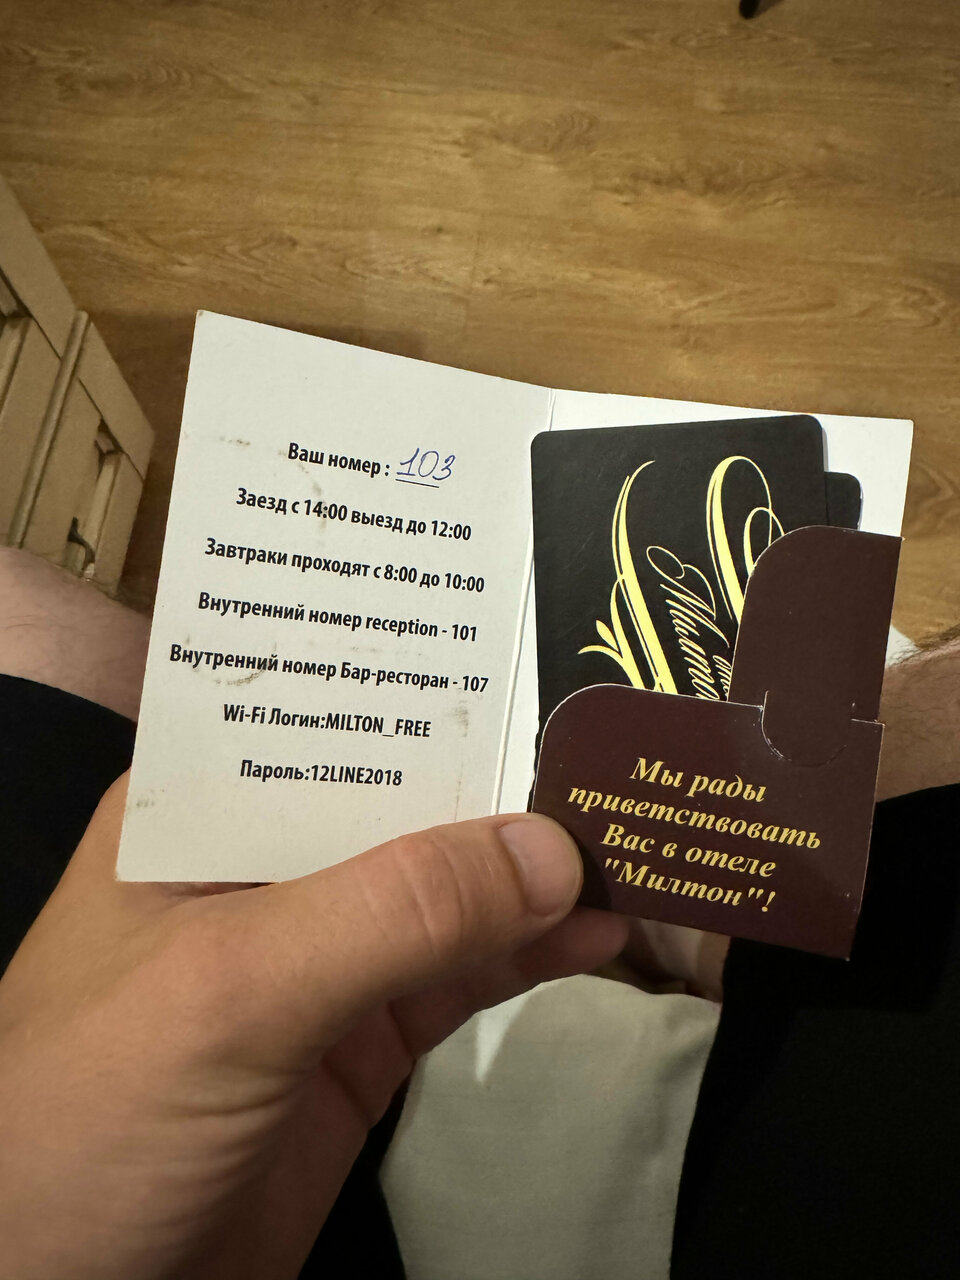 Ваш номер : 103
Заезд с 14:00 выезд до 12:00
Завтраки проходят с 8:00 до 10:00
Внутренний номер reception - 101
Внутренний номер Бар-ресторан - 107
Wi-Fi Логин:MILTON_FREE
Пароль:12LINE2018
Мы рады
приветствовать
Вас в отеле
"Милтон"!